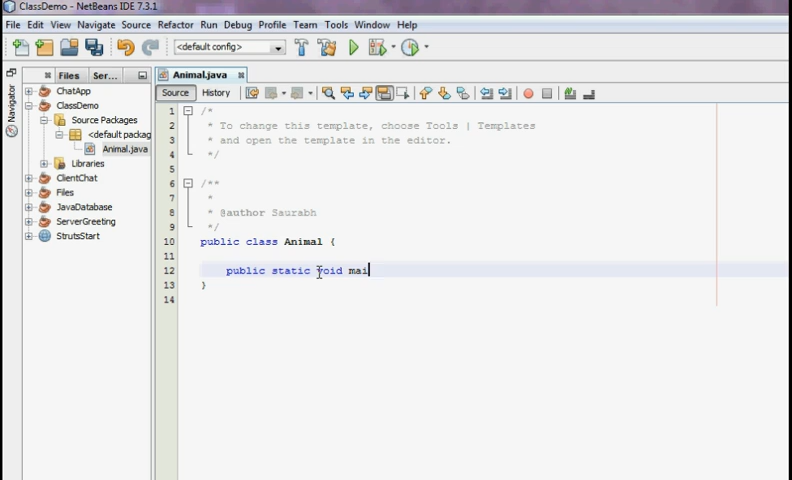 ClassDemo - NetBeans IDE 7.3.1
File Edit View Navigate Source Refactor Run Debug Profile Team Tools Window Help
<default config>
Files Ser...
Animal.java
Navigator
Source History
ChatApp
ClassDemo
Source Packages
<default packag
Animal.java
Libraries
ClientChat
Files
JavaDatabase
ServerGreeting
StrutsStart
1 /*
2 * To change this template, choose Tools | Templates
3 * and open the template in the editor.
4 */
5
6 /**
7 *
8 * @author Saurabh
9 */
10 public class Animal {
11
12 public static void mai
13 }
14